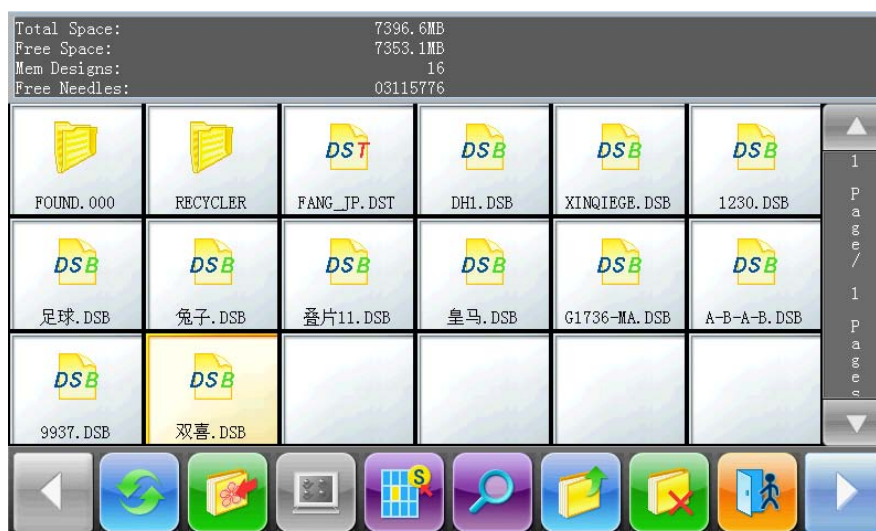 Total Space: 7396.6MB
Free Space: 7353.1MB
Mem Designs: 16
Free Needles: 03115776
DST DSB DSB DSB
FOUND.000 RECYCLER FANG_JP.DST DH1.DSB XINQIEGE.DSB 1230.DSB
DSB DSB DSB DSB DSB DSB
足球.DSB 兔子.DSB 叠片11.DSB 皇马.DSB G1736-MA.DSB A-B-A-B.DSB
DSB DSB
9937.DSB 双喜.DSB
1 Page/ 1 Pages
S